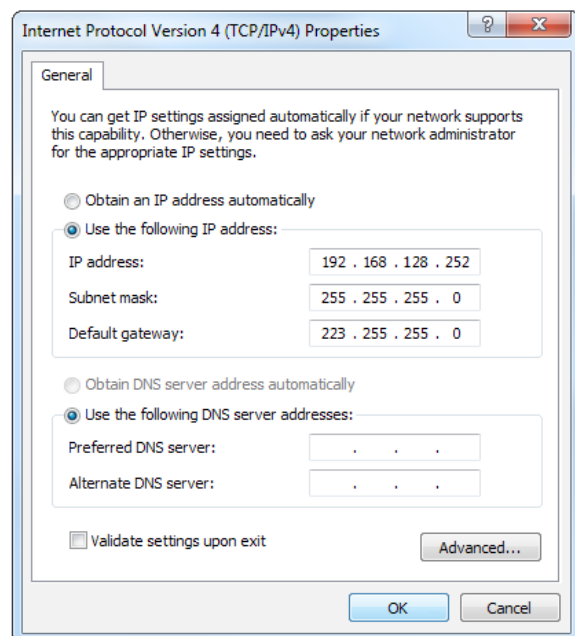 Internet Protocol Version 4 (TCP/IPv4) Properties
General
You can get IP settings assigned automatically if your network supports
this capability. Otherwise, you need to ask your network administrator
for the appropriate IP settings.
Obtain an IP address automatically
Use the following IP address:
IP address: 192 . 168 . 128 . 252
Subnet mask: 255 . 255 . 255 . 0
Default gateway: 223 . 255 . 255 . 0
Obtain DNS server address automatically
Use the following DNS server addresses:
Preferred DNS server: . . .
Alternate DNS server: . . .
Validate settings upon exit
Advanced...
OK Cancel